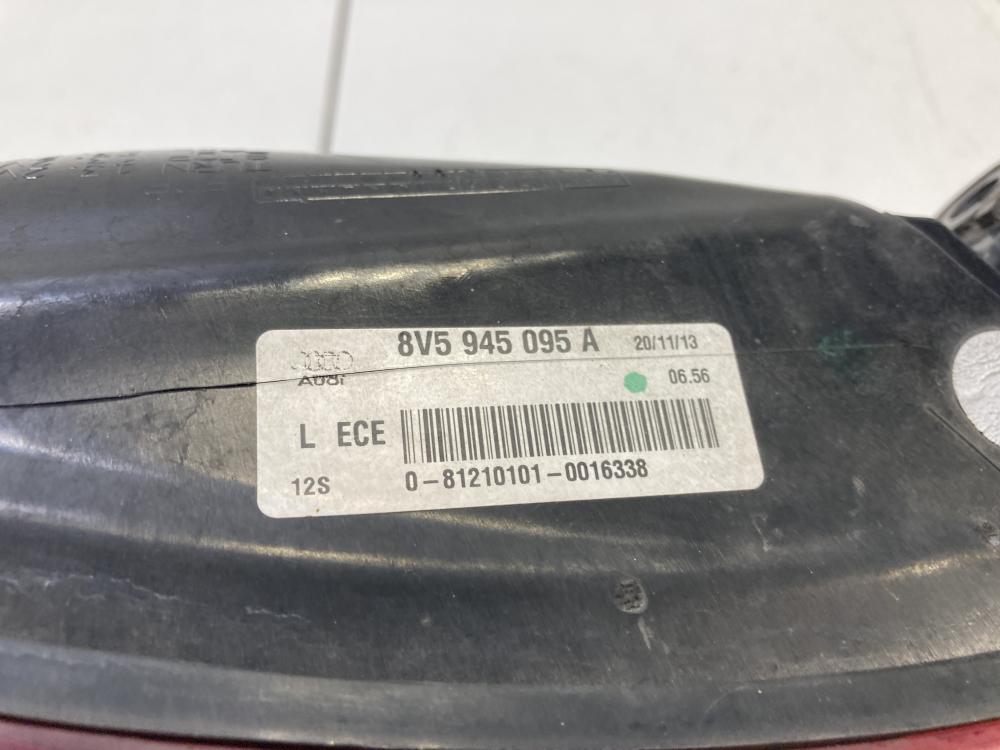 8V5 945 095 A 20/11/13
Audi 06.56
L ECE
0-81210101-0016338
12S